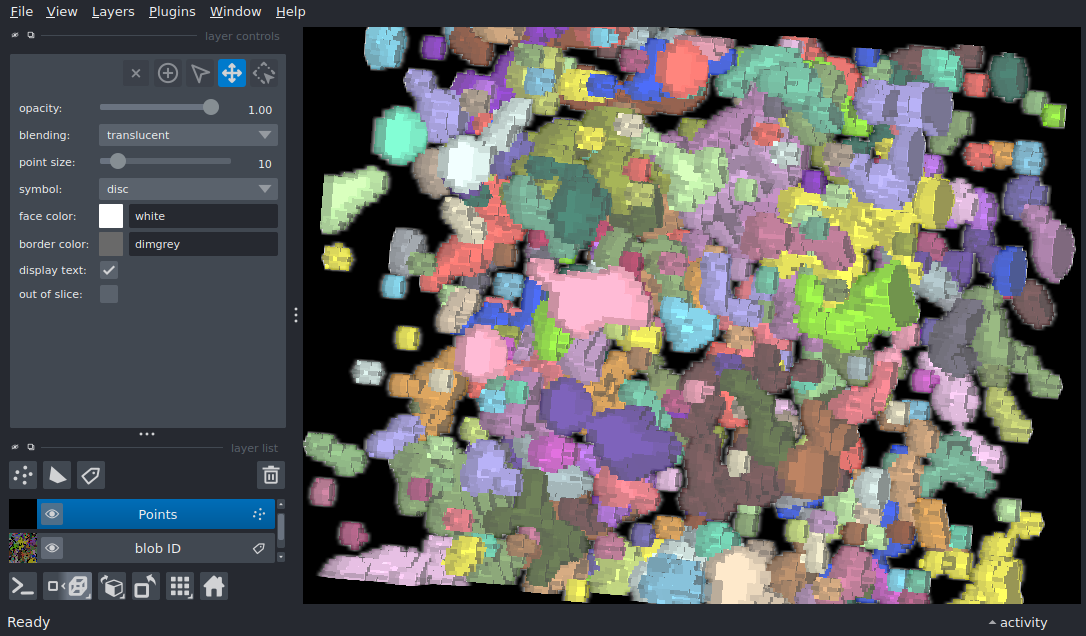 File View Layers Plugins Window Help
layer controls
opacity: 1.00
blending: translucent
point size: 10
symbol: disc
face color: white
border color: dimgrey
display text:
out of slice:
layer list
Points
blob ID
Ready
activity